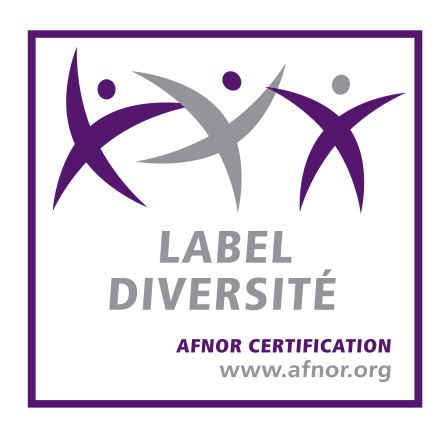 LABEL
DIVERSITÉ
AFNOR CERTIFICATION
www.afnor.org